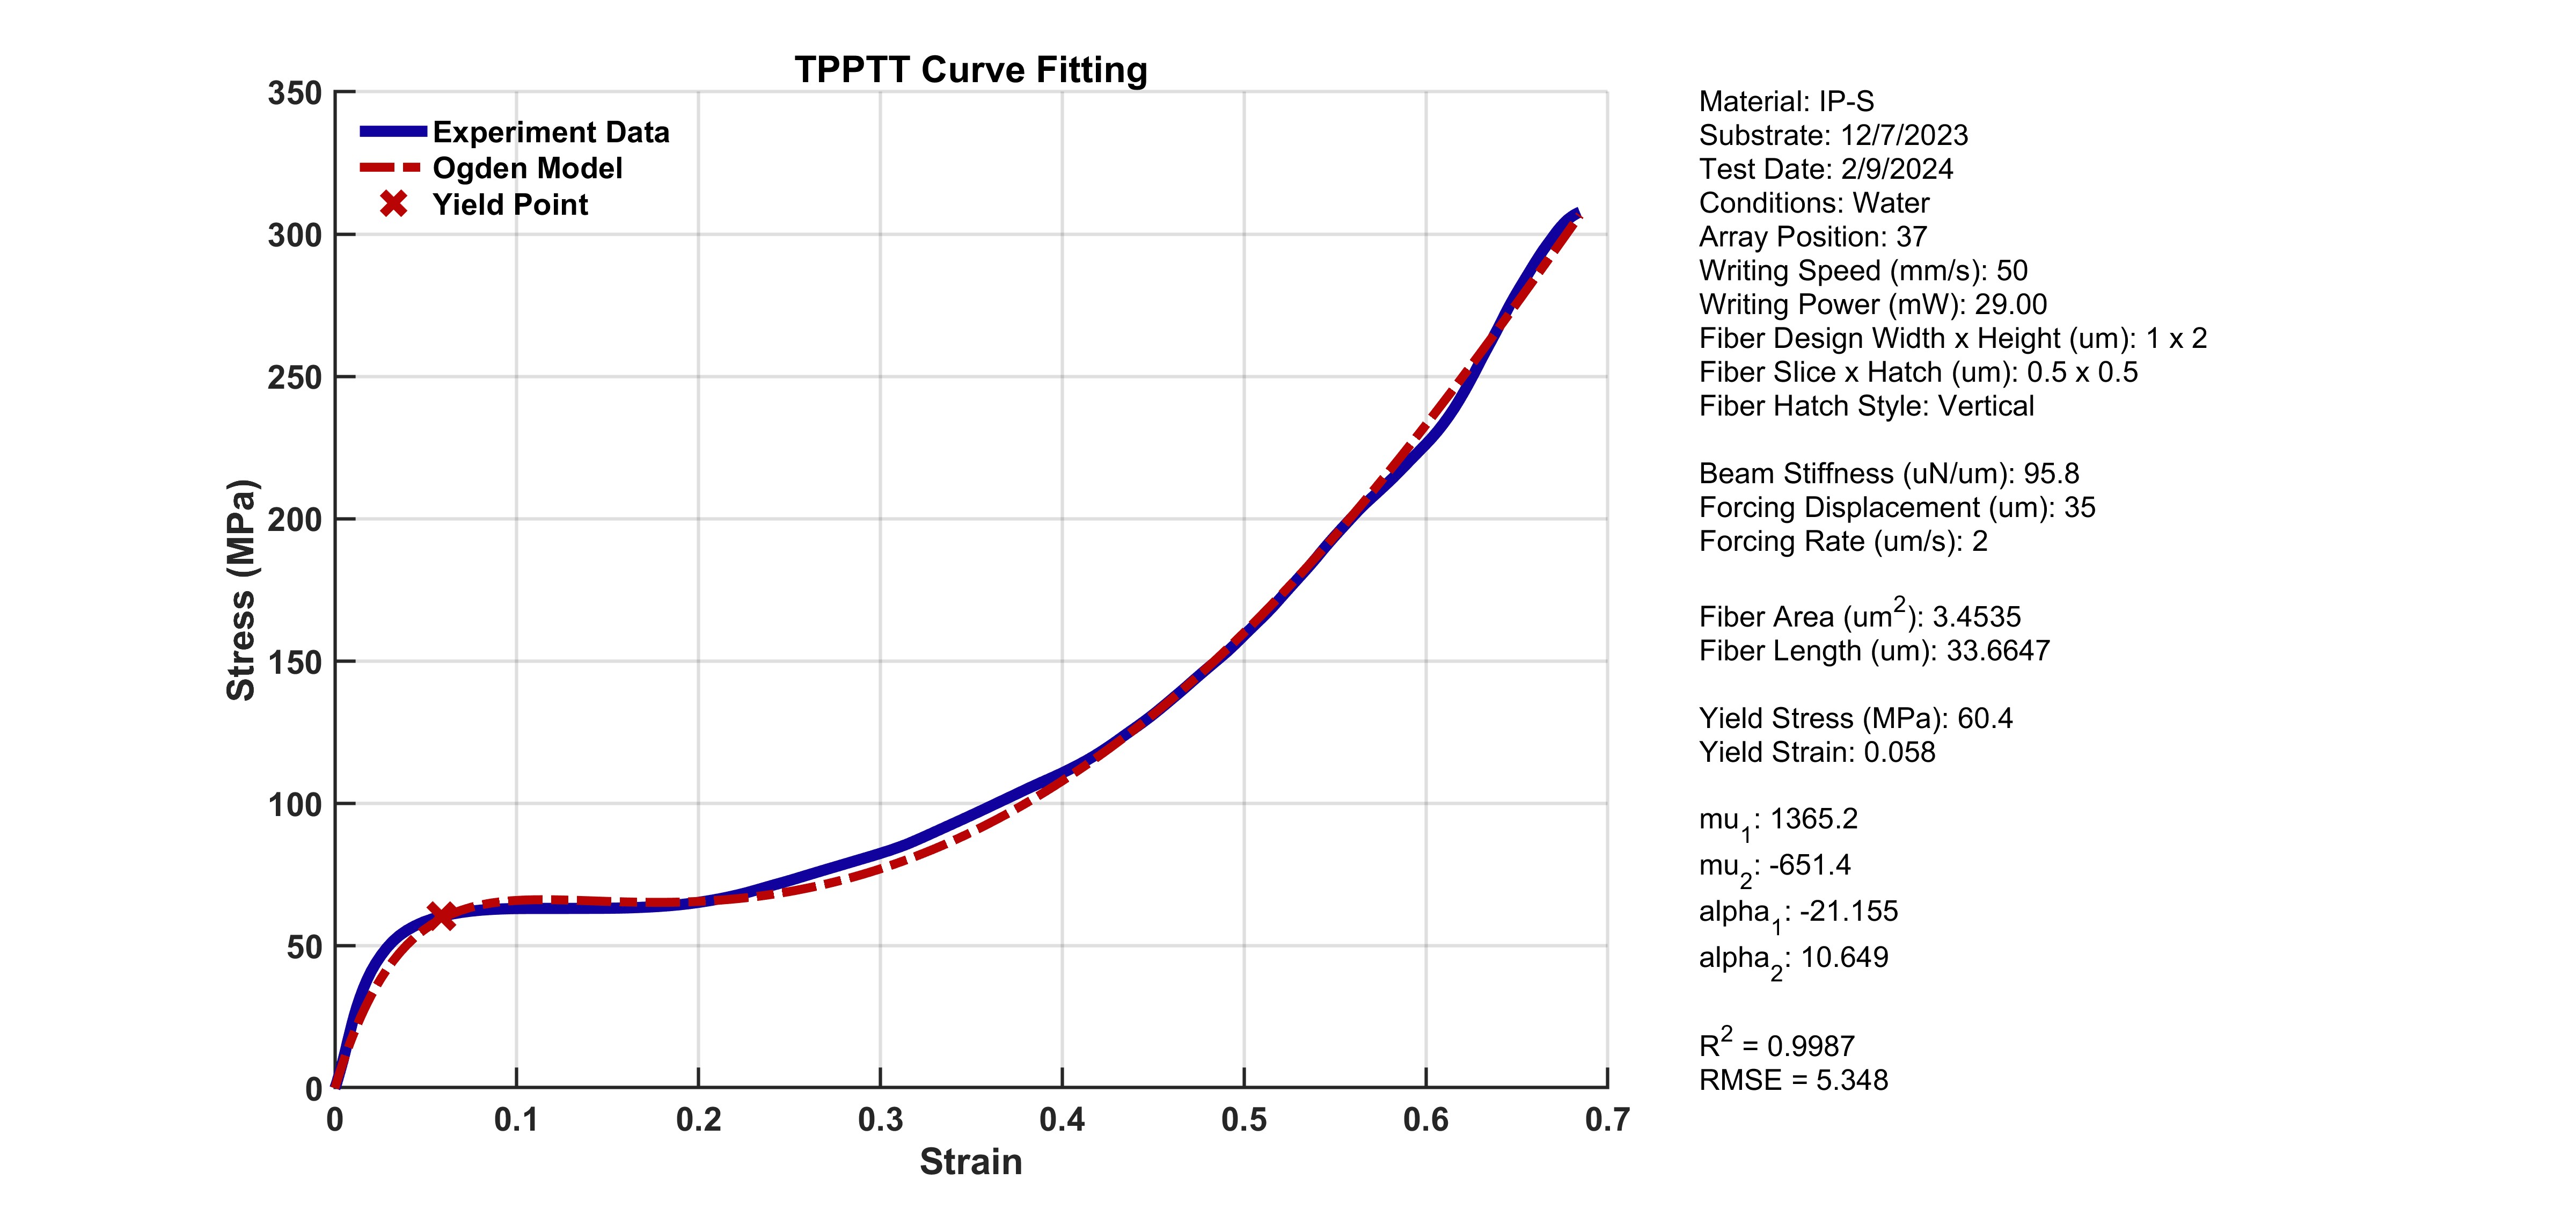 TPPTT Curve Fitting
Experiment Data
Ogden Model
Yield Point
350
300
250
200
150
100
50
0
Stress (MPa)
0 0.1 0.2 0.3 0.4 0.5 0.6 0.7
Strain
Material: IP-S
Substrate: 12/7/2023
Test Date: 2/9/2024
Conditions: Water
Array Position: 37
Writing Speed (mm/s): 50
Writing Power (mW): 29.00
Fiber Design Width x Height (um): 1 x 2
Fiber Slice x Hatch (um): 0.5 x 0.5
Fiber Hatch Style: Vertical
Beam Stiffness (uN/um): 95.8
Forcing Displacement (um): 35
Forcing Rate (um/s): 2
Fiber Area (um²): 3.4535
Fiber Length (um): 33.6647
Yield Stress (MPa): 60.4
Yield Strain: 0.058
mu₁: 1365.2
mu₂: -651.4
alpha₁: -21.155
alpha₂: 10.649
R² = 0.9987
RMSE = 5.348